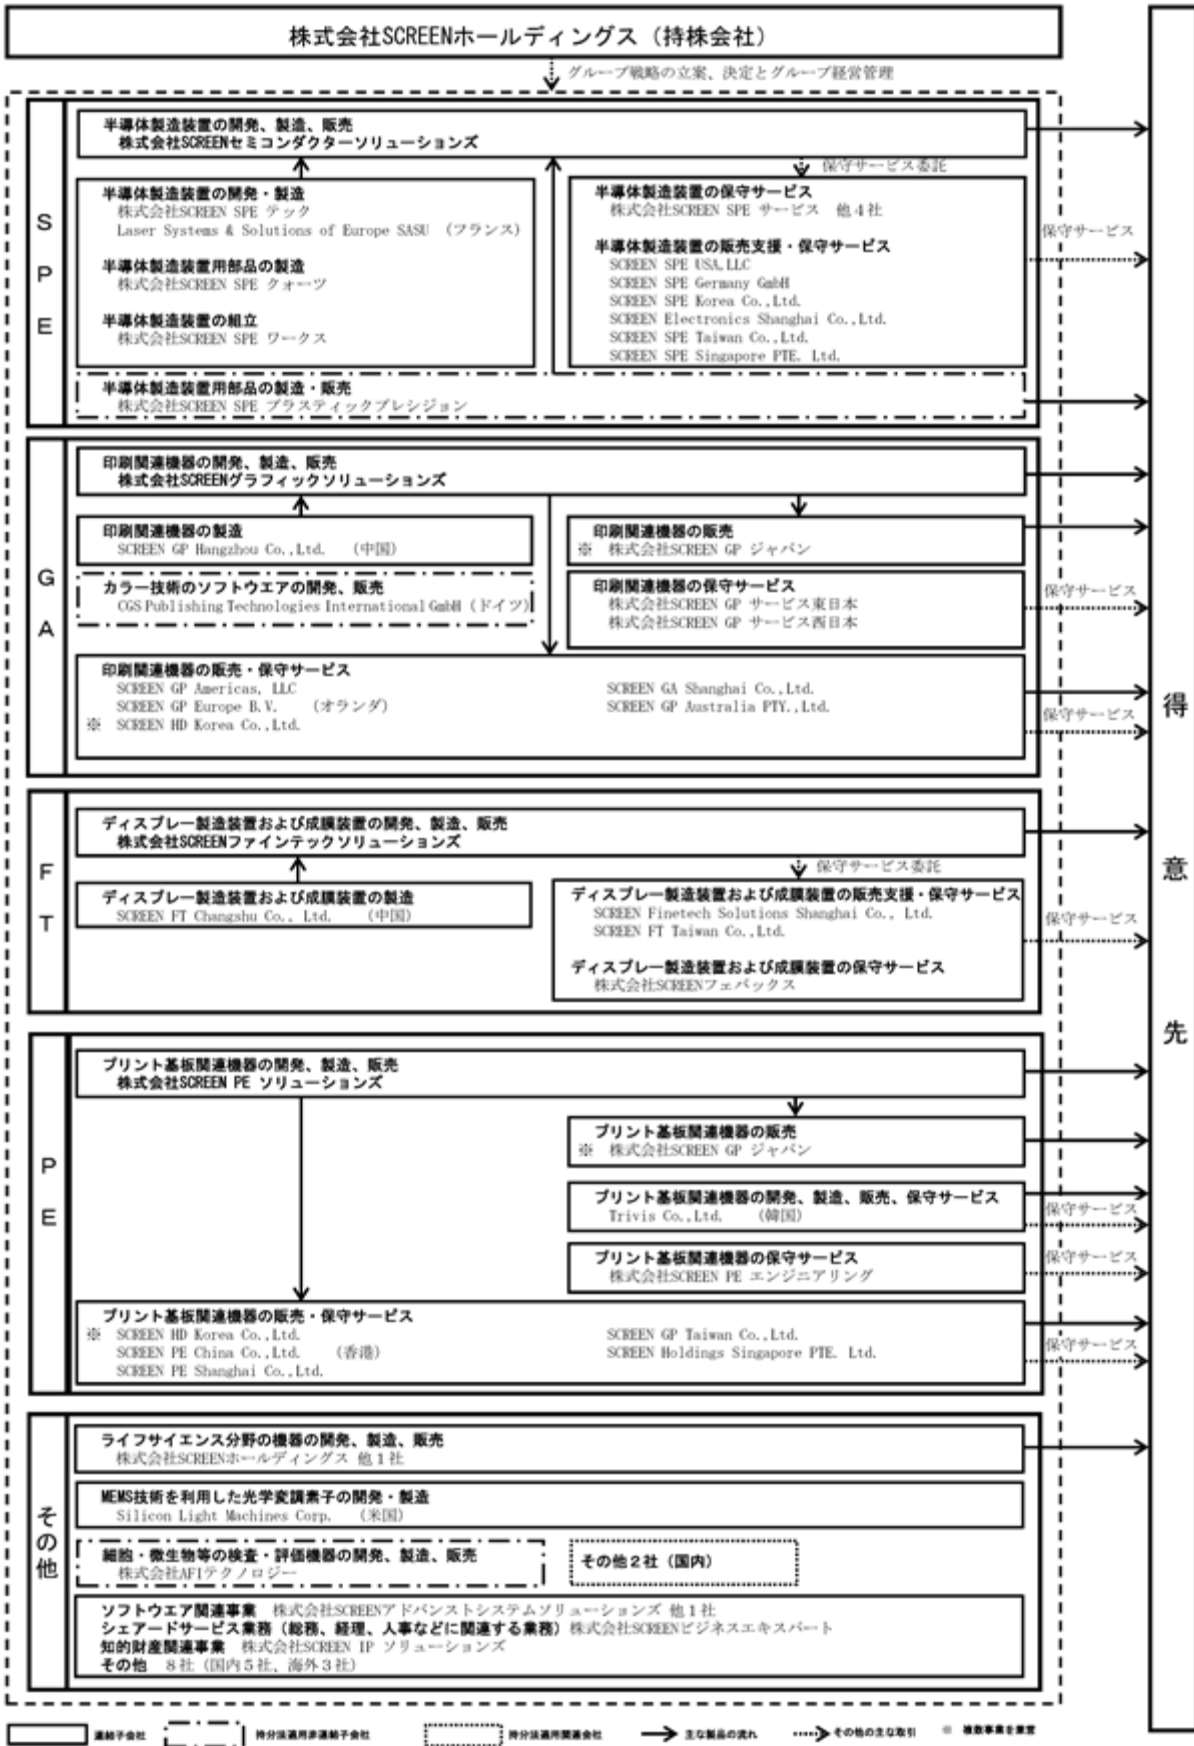 株式会社SCREENホールディングス（持株会社）
グループ戦略の立案、決定とグループ経営管理
SPE
半導体製造装置の開発、製造、販売
株式会社SCREENセミコンダクターソリューションズ
保守サービス委託
半導体製造装置の開発・製造
株式会社SCREEN SPE テック
Laser Systems & Solutions of Europe SASU （フランス）
半導体製造装置用部品の製造
株式会社SCREEN SPE クォーツ
半導体製造装置の組立
株式会社SCREEN SPE ワークス
半導体製造装置の保守サービス
株式会社SCREEN SPE サービス 他４社
半導体製造装置の販売支援・保守サービス
SCREEN SPE USA,LLC
SCREEN SPE Germany GmbH
SCREEN SPE Korea Co.,Ltd.
SCREEN Electronics Shanghai Co.,Ltd.
SCREEN SPE Taiwan Co.,Ltd.
SCREEN SPE Singapore PTE. Ltd.
保守サービス
半導体製造装置用部品の製造・販売
株式会社SCREEN SPE プラスティックプレシジョン
GA
印刷関連機器の開発、製造、販売
株式会社SCREENグラフィックソリューションズ
印刷関連機器の製造
SCREEN GP Hangzhou Co.,Ltd. （中国）
カラー技術のソフトウエアの開発、販売
CGS Publishing Technologies International GmbH（ドイツ）
印刷関連機器の販売
※ 株式会社SCREEN GP ジャパン
印刷関連機器の保守サービス
株式会社SCREEN GP サービス東日本
株式会社SCREEN GP サービス西日本
保守サービス
印刷関連機器の販売・保守サービス
SCREEN GP Americas, LLC
SCREEN GP Europe B.V. （オランダ）
※ SCREEN HD Korea Co.,Ltd.
SCREEN GA Shanghai Co.,Ltd.
SCREEN GP Australia PTY.,Ltd.
保守サービス
FT
ディスプレー製造装置および成膜装置の開発、製造、販売
株式会社SCREENファインテックソリューションズ
保守サービス委託
ディスプレー製造装置および成膜装置の製造
SCREEN FT Changshu Co., Ltd. （中国）
ディスプレー製造装置および成膜装置の販売支援・保守サービス
SCREEN Finetech Solutions Shanghai Co., Ltd.
SCREEN FT Taiwan Co.,Ltd.
ディスプレー製造装置および成膜装置の保守サービス
株式会社SCREENフェバックス
保守サービス
PE
プリント基板関連機器の開発、製造、販売
株式会社SCREEN PE ソリューションズ
プリント基板関連機器の販売
※ 株式会社SCREEN GP ジャパン
プリント基板関連機器の開発、製造、販売、保守サービス
Trivis Co.,Ltd. （韓国）
保守サービス
プリント基板関連機器の保守サービス
株式会社SCREEN PE エンジニアリング
保守サービス
プリント基板関連機器の販売・保守サービス
※ SCREEN HD Korea Co.,Ltd.
SCREEN PE China Co.,Ltd. （香港）
SCREEN PE Shanghai Co.,Ltd.
SCREEN GP Taiwan Co.,Ltd.
SCREEN Holdings Singapore PTE. Ltd.
保守サービス
その他
ライフサイエンス分野の機器の開発、製造、販売
株式会社SCREENホールディングス 他１社
MEMS技術を利用した光学変調素子の開発・製造
Silicon Light Machines Corp. （米国）
細胞・微生物等の検査・評価機器の開発、製造、販売
株式会社AFIテクノロジー
その他２社（国内）
ソフトウエア関連事業 株式会社SCREENアドバンストシステムソリューションズ 他１社
シェアードサービス業務（総務、経理、人事などに関連する業務）株式会社SCREENビジネスエキスパート
知的財産関連事業 株式会社SCREEN IP ソリューションズ
その他 ８社（国内５社、海外３社）
得意先
連結子会社 持分法適用非連結子会社 持分法適用関連会社 主な製品の流れ その他の主な取引 ※ 複数事業を兼営